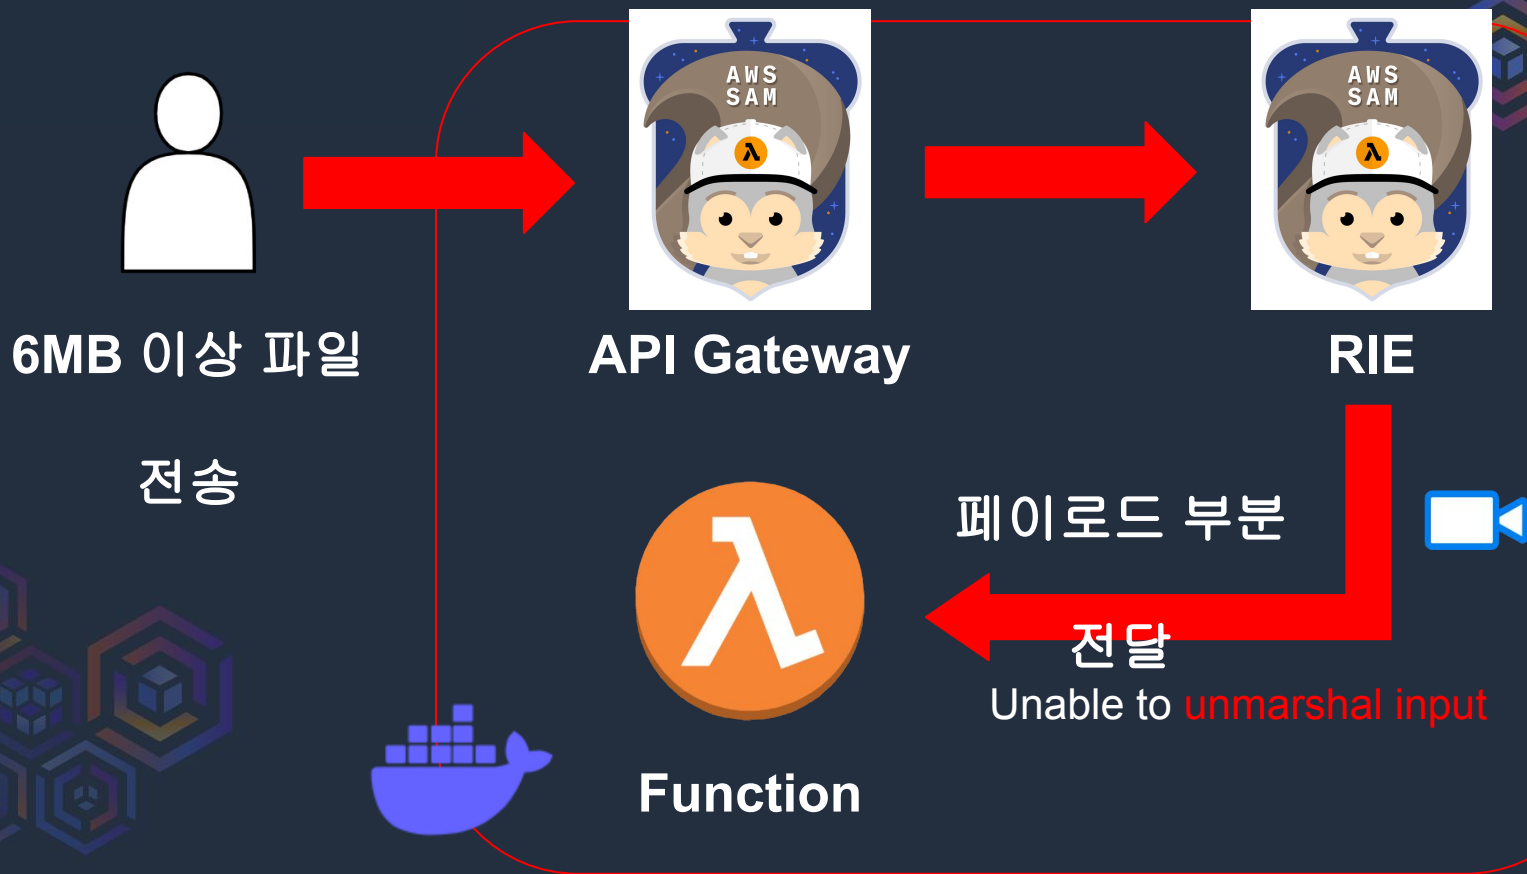 AWS
SAM
AWS
SAM
6MB 이상 파일
전송
API Gateway
RIE
페이로드 부분
전달
Unable to unmarshal input
Function